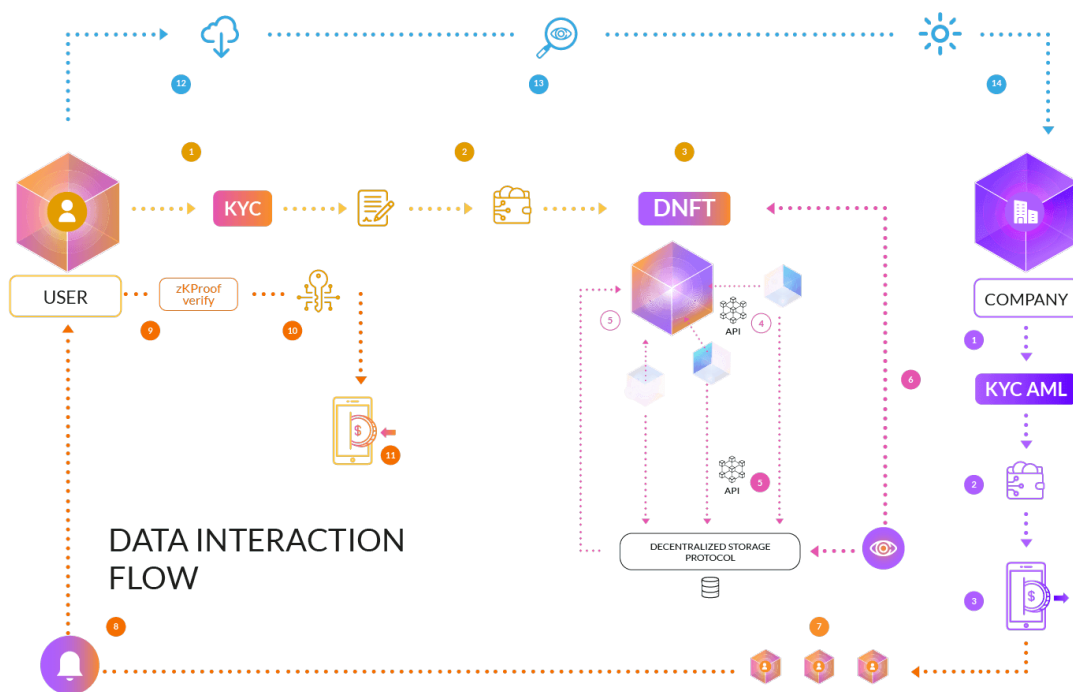 12
13
14
1
2
3
KYC
DNFT
USER
zKProof
verify
9
10
COMPANY
5
API
4
1
6
KYC AML
$
11
API
5
2
DATA INTERACTION
FLOW
DECENTRALIZED STORAGE
PROTOCOL
$
3
8
7